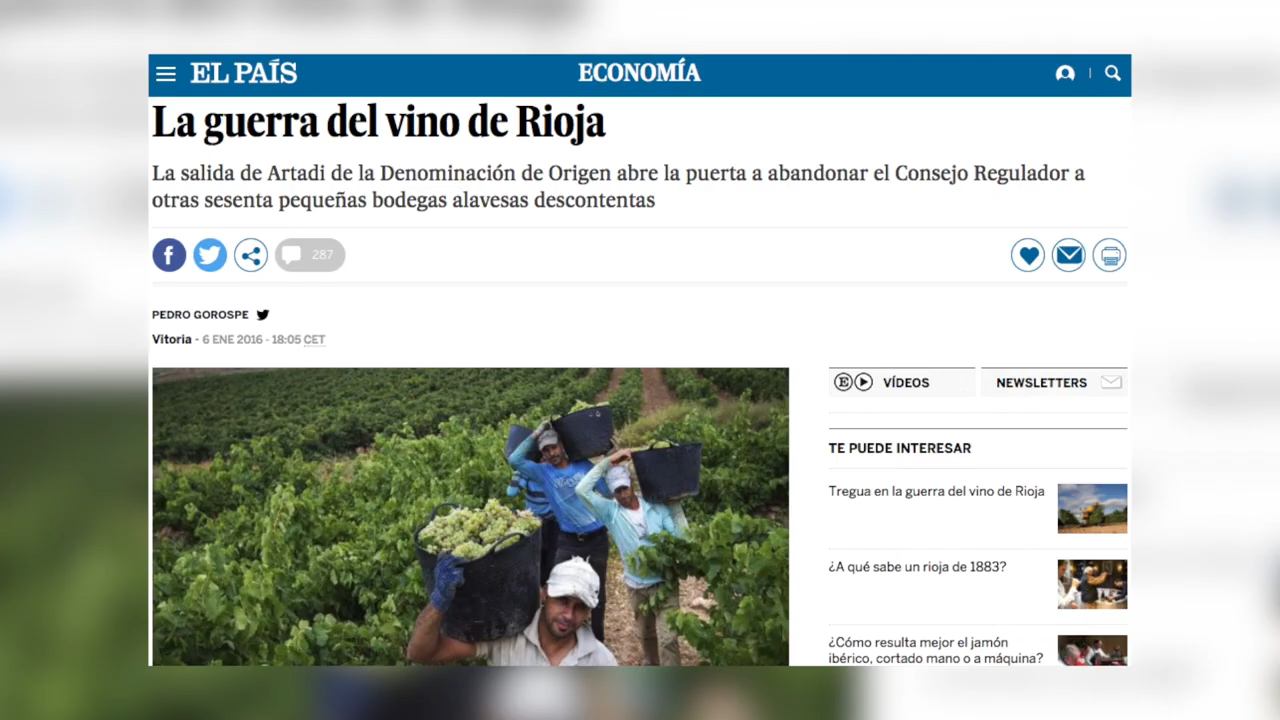 EL PAÍS
ECONOMÍA
La guerra del vino de Rioja
La salida de Artadi de la Denominación de Origen abre la puerta a abandonar el Consejo Regulador a
otras sesenta pequeñas bodegas alavesas descontentas
287
PEDRO GOROSPE
Vitoria - 6 ENE 2016 - 18:05 CET
VÍDEOS
NEWSLETTERS
TE PUEDE INTERESAR
Tregua en la guerra del vino de Rioja
¿A qué sabe un rioja de 1883?
¿Cómo resulta mejor el jamón
ibérico, cortado mano o a máquina?